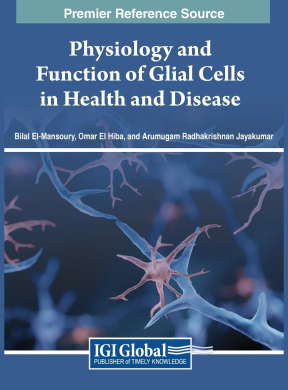 Premier Reference Source
Physiology and
Function of Glial Cells
in Health and Disease
Bilal El-Mansoury, Omar El Hiba, and Arumugam Radhakrishnan Jayakumar
IGI Global
PUBLISHER OF TIMELY KNOWLEDGE